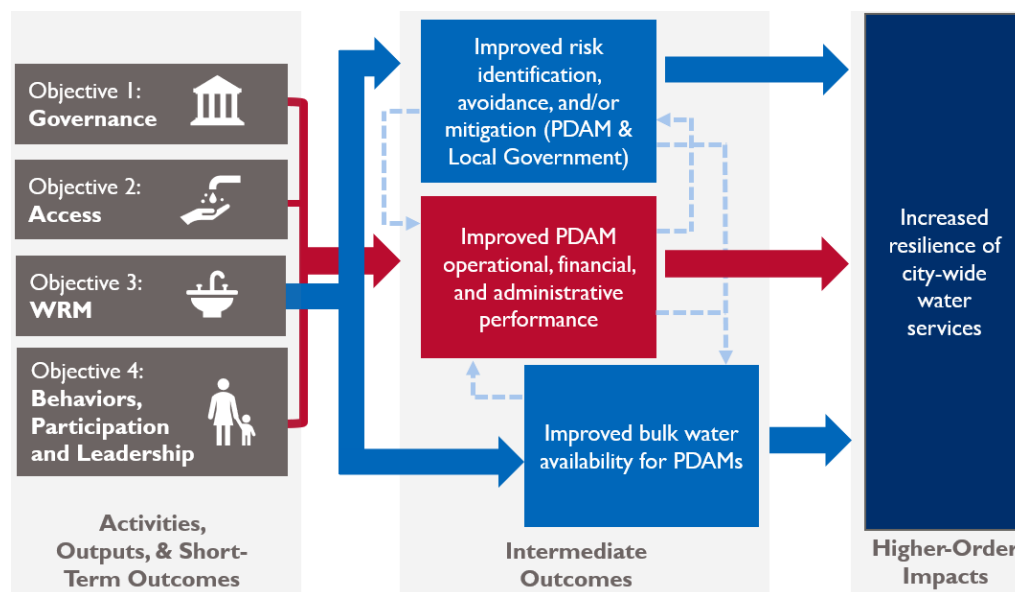 Objective 1:
Governance
Objective 2:
Access
Objective 3:
WRM
Objective 4:
Behaviors,
Participation
and Leadership
Activities,
Outputs, & Short-
Term Outcomes
Improved risk
identification,
avoidance, and/or
mitigation (PDAM &
Local Government)
Improved PDAM
operational, financial,
and administrative
performance
Improved bulk water
availability for PDAMs
Intermediate
Outcomes
Increased
resilience of
city-wide
water
services
Higher-Order
Impacts